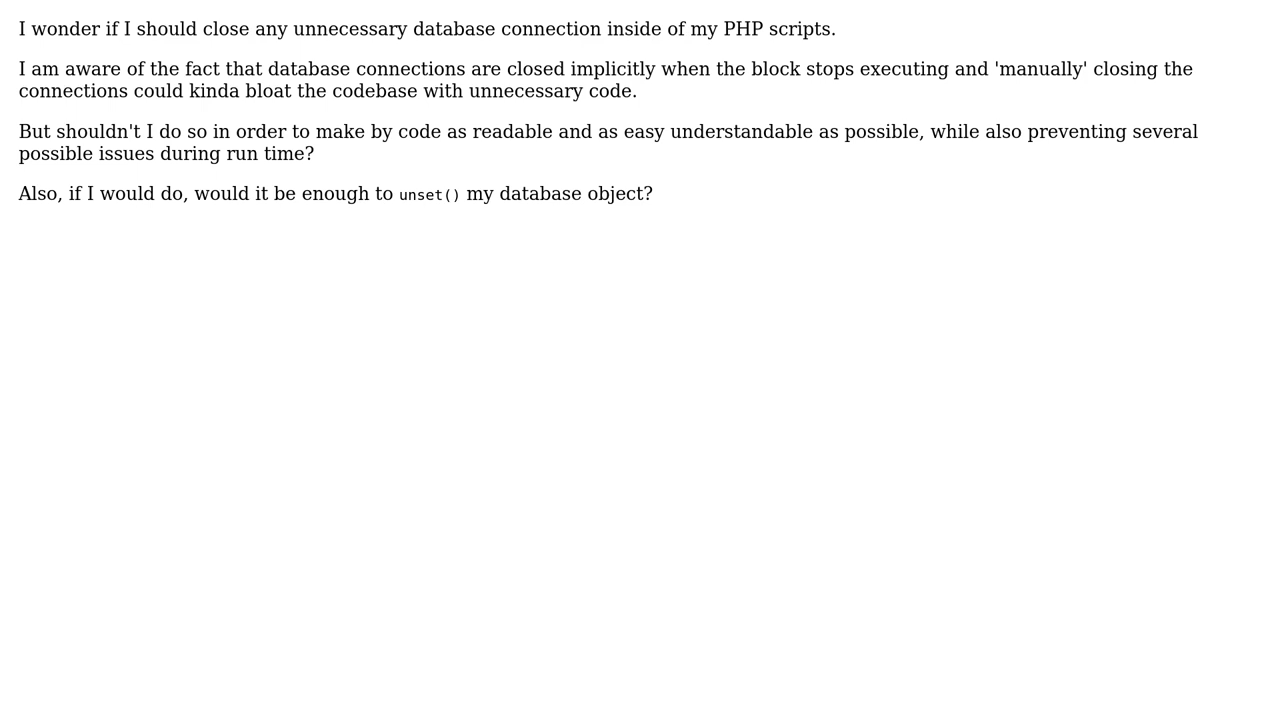 I wonder if I should close any unnecessary database connection inside of my PHP scripts.
I am aware of the fact that database connections are closed implicitly when the block stops executing and 'manually' closing the
connections could kinda bloat the codebase with unnecessary code.
But shouldn't I do so in order to make by code as readable and as easy understandable as possible, while also preventing several
possible issues during run time?
Also, if I would do, would it be enough to unset() my database object?